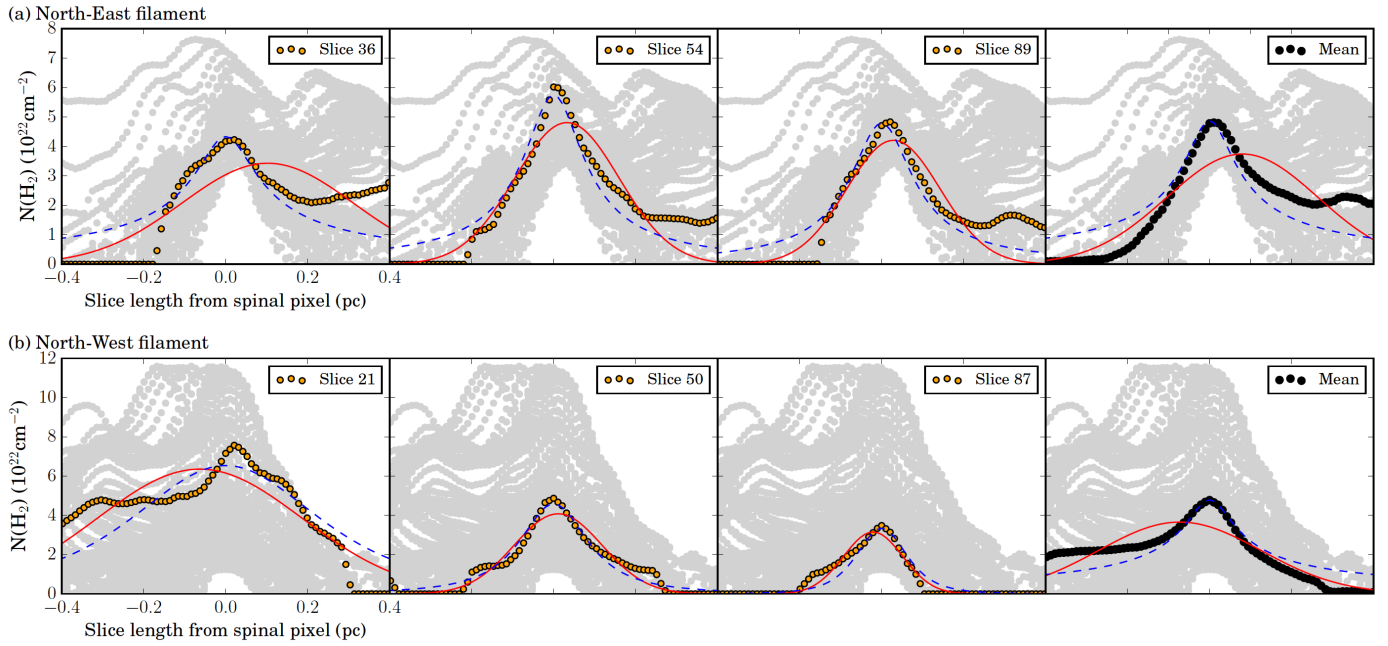 (a) North-East filament
8
7
6
5
4
3
2
1
0
N(H₂) (10²²cm⁻²)
Slice 36
Slice 54
Slice 89
Mean
−0.4 −0.2 0.0 0.2 0.4
Slice length from spinal pixel (pc)
(b) North-West filament
12
10
8
6
4
2
0
N(H₂) (10²²cm⁻²)
Slice 21
Slice 50
Slice 87
Mean
−0.4 −0.2 0.0 0.2 0.4
Slice length from spinal pixel (pc)